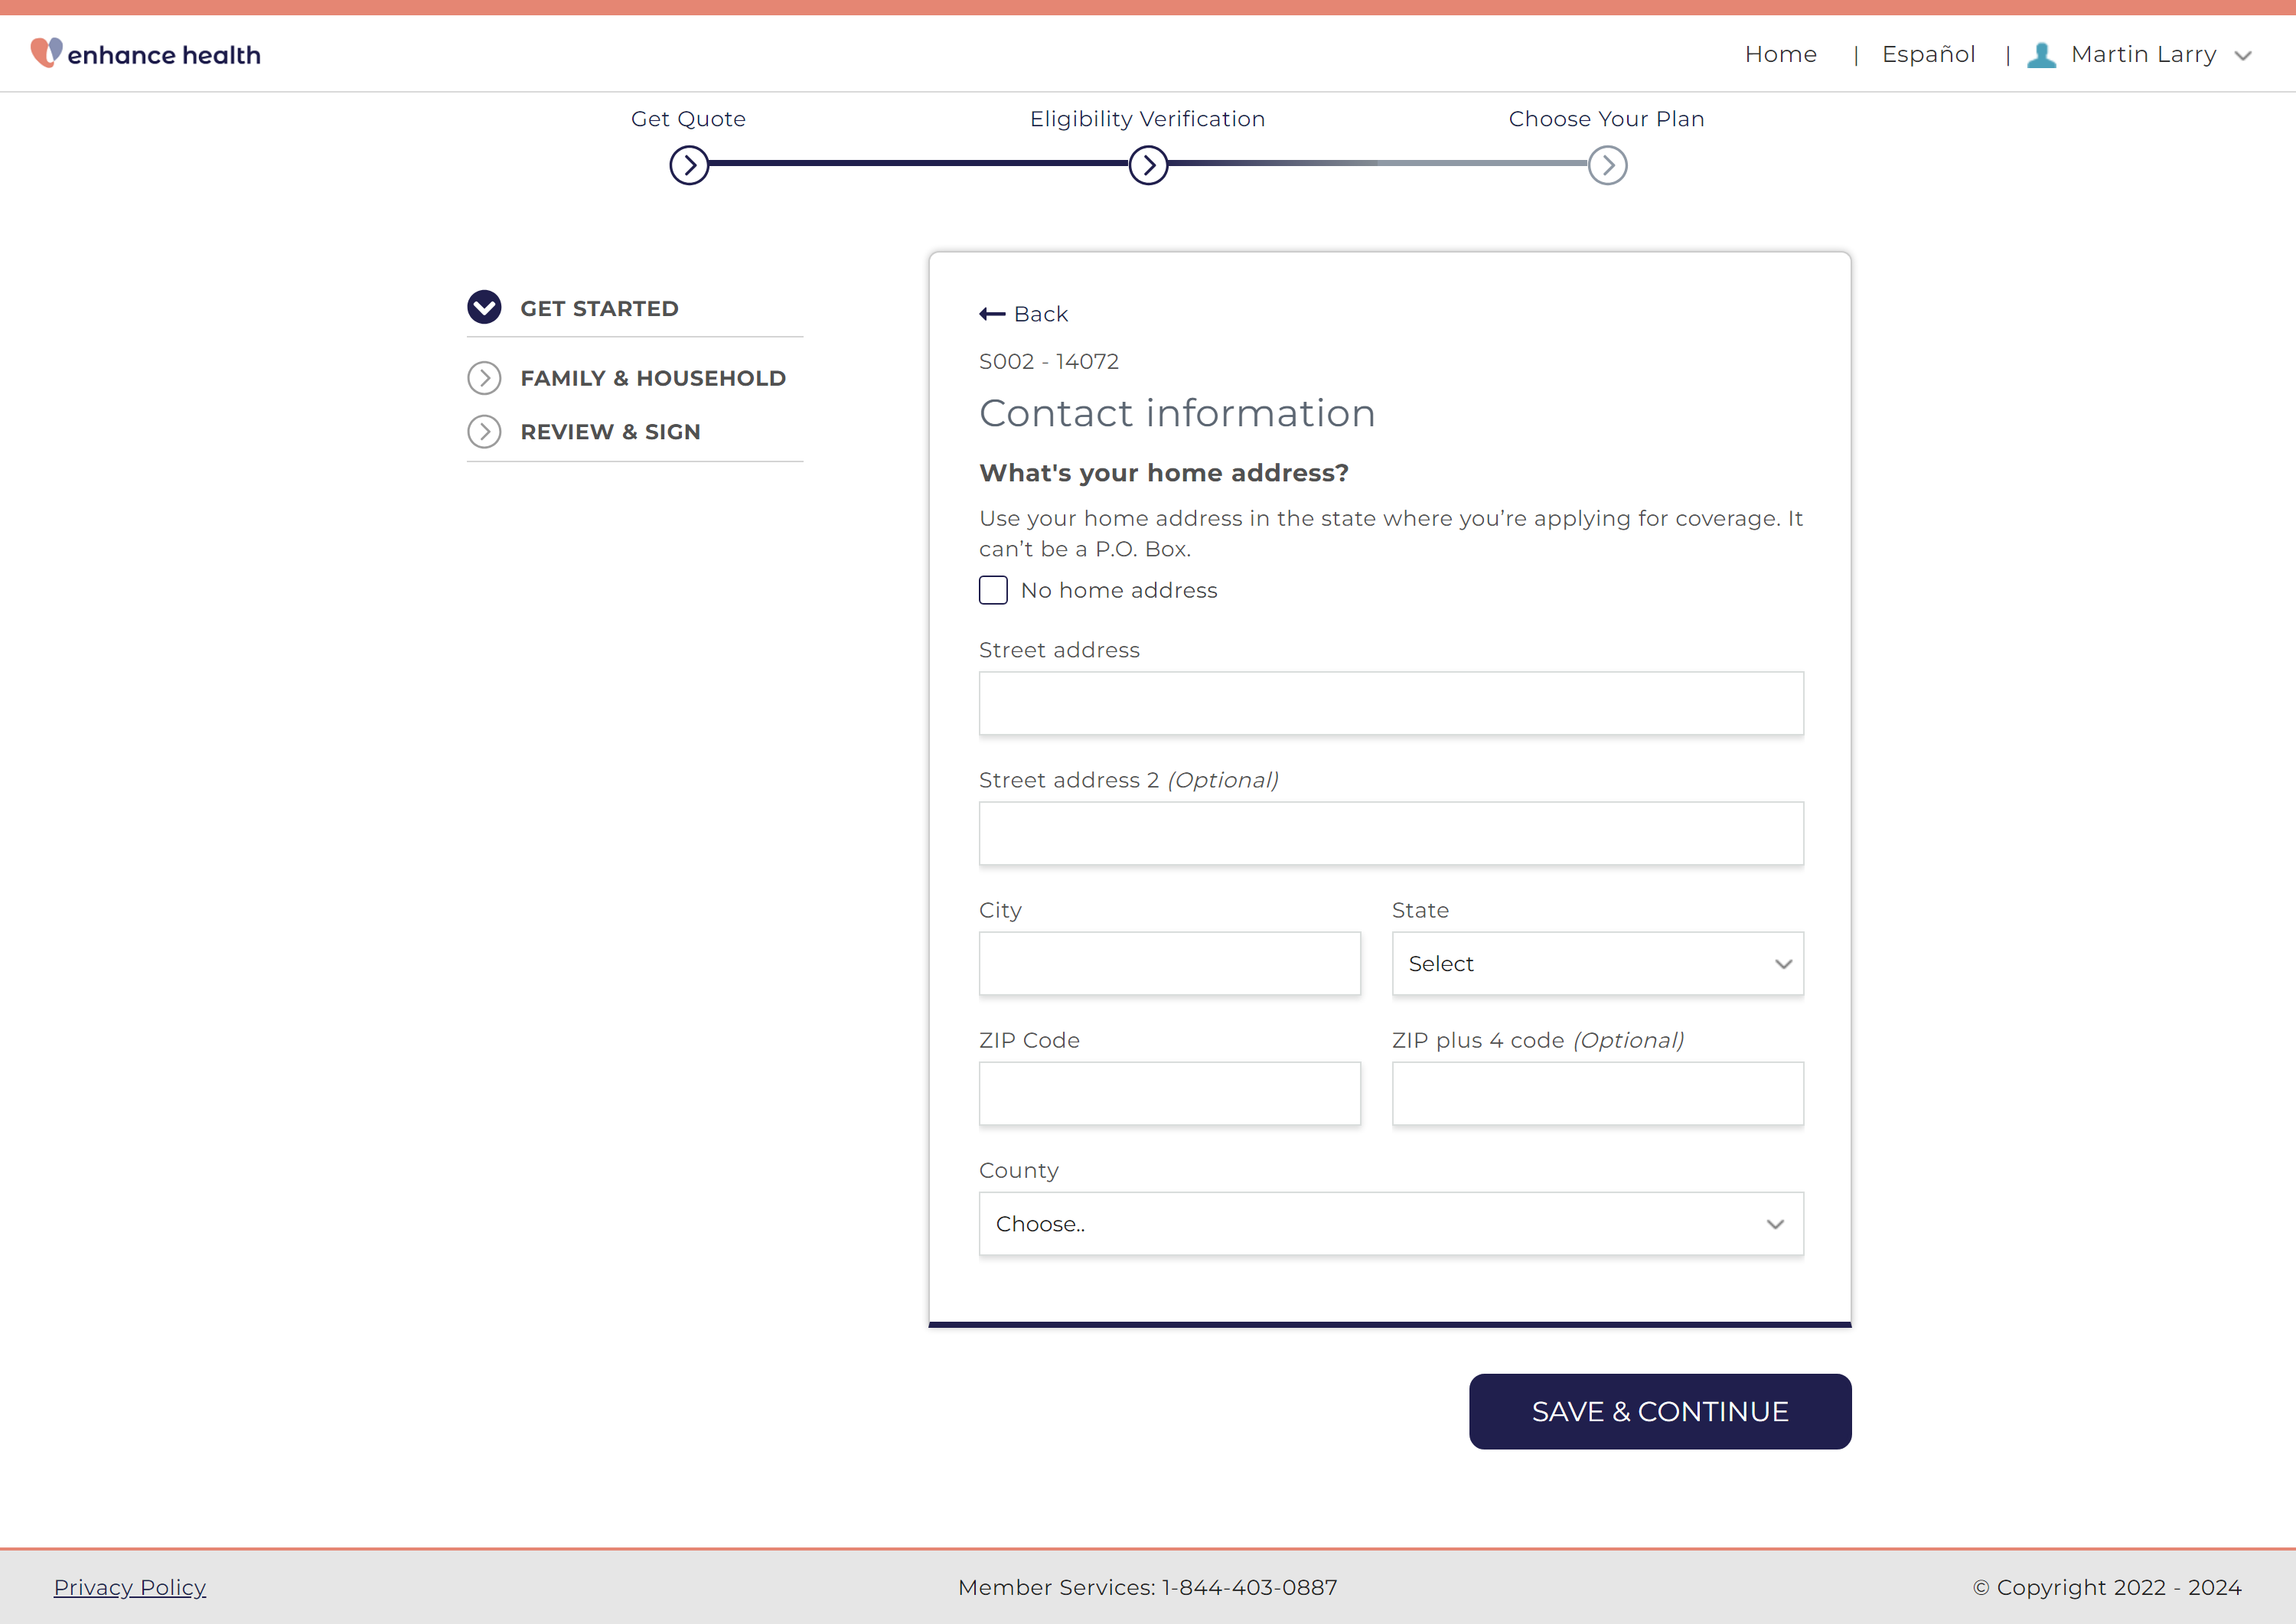 enhance health
Home | Español | Martin Larry
Get Quote
Eligibility Verification
Choose Your Plan
GET STARTED
FAMILY & HOUSEHOLD
REVIEW & SIGN
Back
S002 - 14072
Contact information
What's your home address?
Use your home address in the state where you’re applying for coverage. It
can’t be a P.O. Box.
No home address
Street address
Street address 2 (Optional)
City
State
Select
ZIP Code
ZIP plus 4 code (Optional)
County
Choose..
SAVE & CONTINUE
Privacy Policy
Member Services: 1-844-403-0887
© Copyright 2022 - 2024